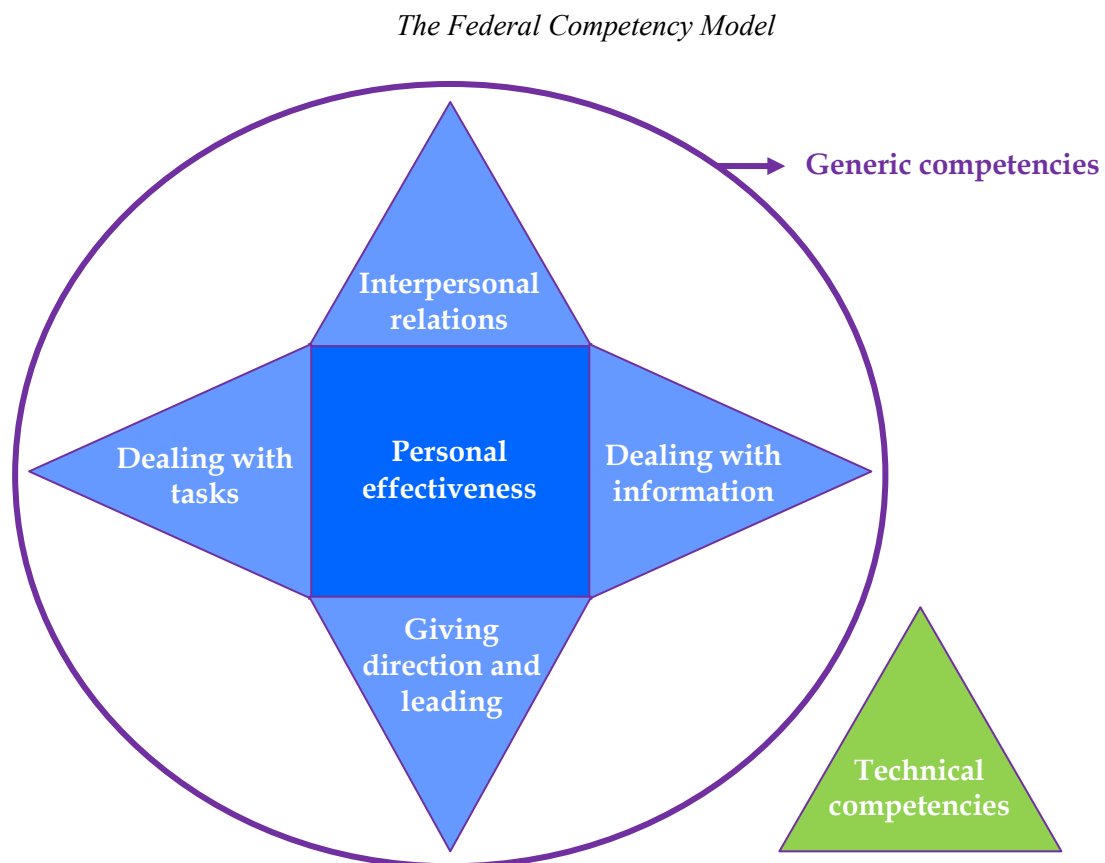 The Federal Competency Model
Generic competencies
Interpersonal
relations
Dealing with
tasks
Personal
effectiveness
Dealing with
information
Giving
direction and
leading
Technical
competencies